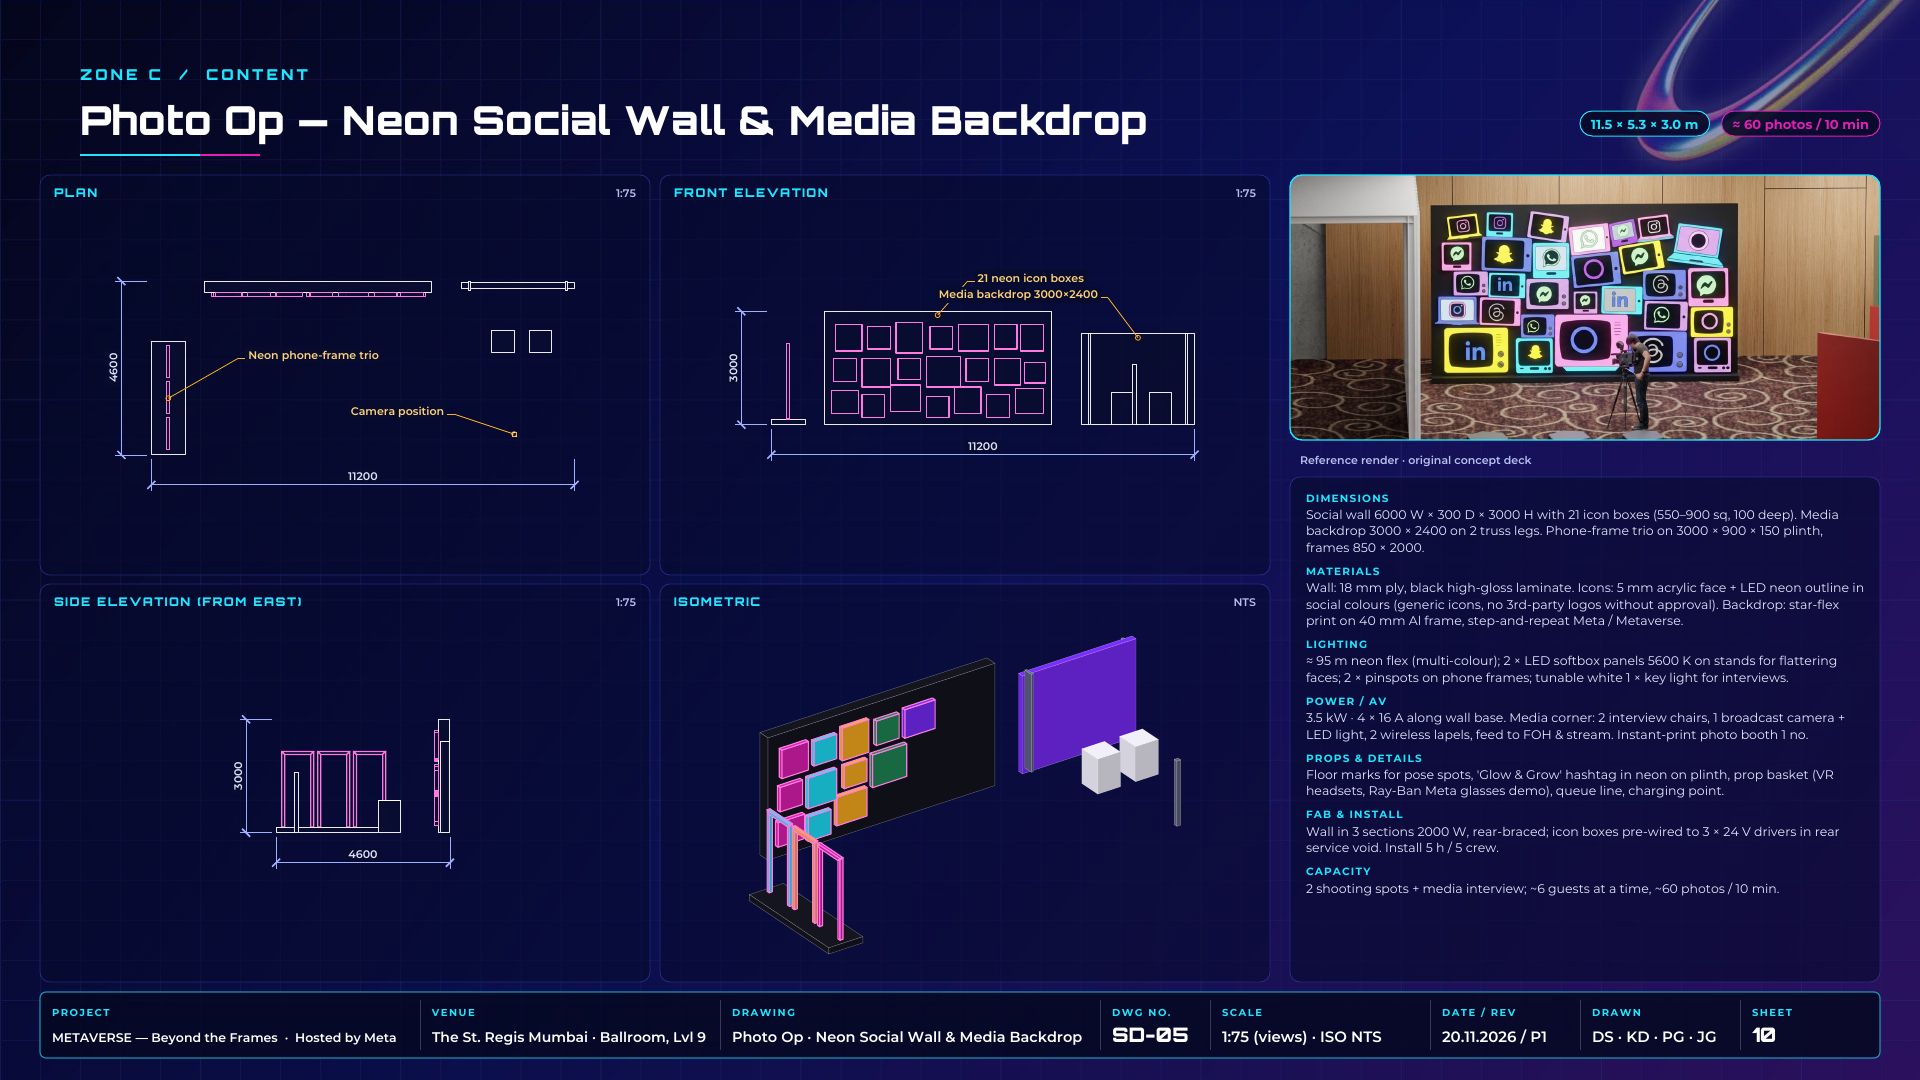 ZONE C / CONTENT
Photo Op — Neon Social Wall & Media Backdrop
11.5 × 5.3 × 3.0 m
≈ 60 photos / 10 min
PLAN
1:75
4600
Neon phone-frame trio
Camera position
11200
FRONT ELEVATION
1:75
21 neon icon boxes
Media backdrop 3000×2400
3000
11200
in
in
in
Reference render · original concept deck
SIDE ELEVATION (FROM EAST)
1:75
3000
4600
ISOMETRIC
NTS
DIMENSIONS
Social wall 6000 W × 300 D × 3000 H with 21 icon boxes (550–900 sq, 100 deep). Media
backdrop 3000 × 2400 on 2 truss legs. Phone-frame trio on 3000 × 900 × 150 plinth,
frames 850 × 2000.
MATERIALS
Wall: 18 mm ply, black high-gloss laminate. Icons: 5 mm acrylic face + LED neon outline in
social colours (generic icons, no 3rd-party logos without approval). Backdrop: star-flex
print on 40 mm Al frame, step-and-repeat Meta / Metaverse.
LIGHTING
≈ 95 m neon flex (multi-colour); 2 × LED softbox panels 5600 K on stands for flattering
faces; 2 × pinspots on phone frames; tunable white 1 × key light for interviews.
POWER / AV
3.5 kW · 4 × 16 A along wall base. Media corner: 2 interview chairs, 1 broadcast camera +
LED light, 2 wireless lapels, feed to FOH & stream. Instant-print photo booth 1 no.
PROPS & DETAILS
Floor marks for pose spots, 'Glow & Grow' hashtag in neon on plinth, prop basket (VR
headsets, Ray-Ban Meta glasses demo), queue line, charging point.
FAB & INSTALL
Wall in 3 sections 2000 W, rear-braced; icon boxes pre-wired to 3 × 24 V drivers in rear
service void. Install 5 h / 5 crew.
CAPACITY
2 shooting spots + media interview; ~6 guests at a time, ~60 photos / 10 min.
PROJECT
METAVERSE — Beyond the Frames · Hosted by Meta
VENUE
The St. Regis Mumbai · Ballroom, Lvl 9
DRAWING
Photo Op · Neon Social Wall & Media Backdrop
DWG NO.
SD-05
SCALE
1:75 (views) · ISO NTS
DATE / REV
20.11.2026 / P1
DRAWN
DS · KD · PG · JG
SHEET
10